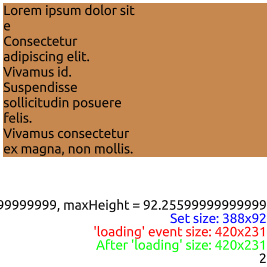 Lorem ipsum dolor sit
e
Consectetur
adipiscing elit.
Vivamus id.
Suspendisse
sollicitudin posuere
felis.
Vivamus consectetur
ex magna, non mollis.
99999999, maxHeight = 92.25599999999999
Set size: 388x92
'loading' event size: 420x231
After 'loading' size: 420x231
2